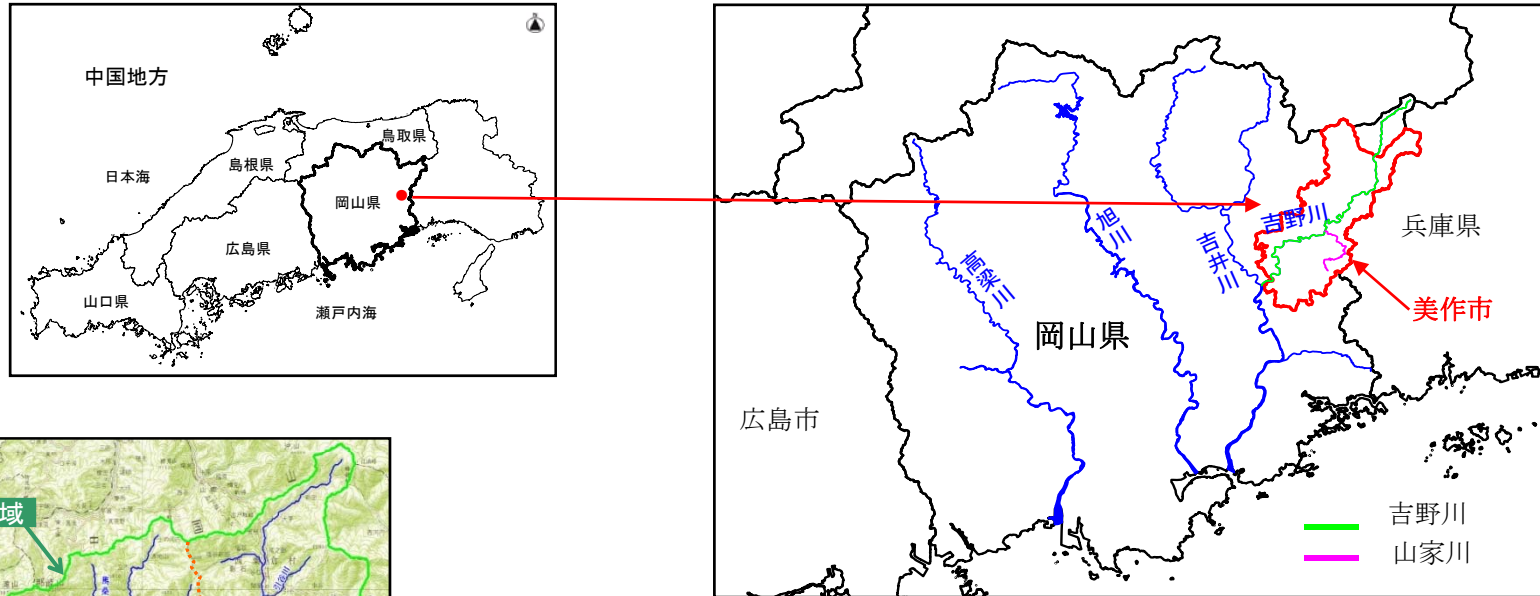 中国地方
鳥取県
島根県
日本海
岡山県
広島県
山口県
瀬戸内海
吉野川
兵庫県
旭川
吉井川
高梁川
美作市
岡山県
広島市
吉野川
山家川
域